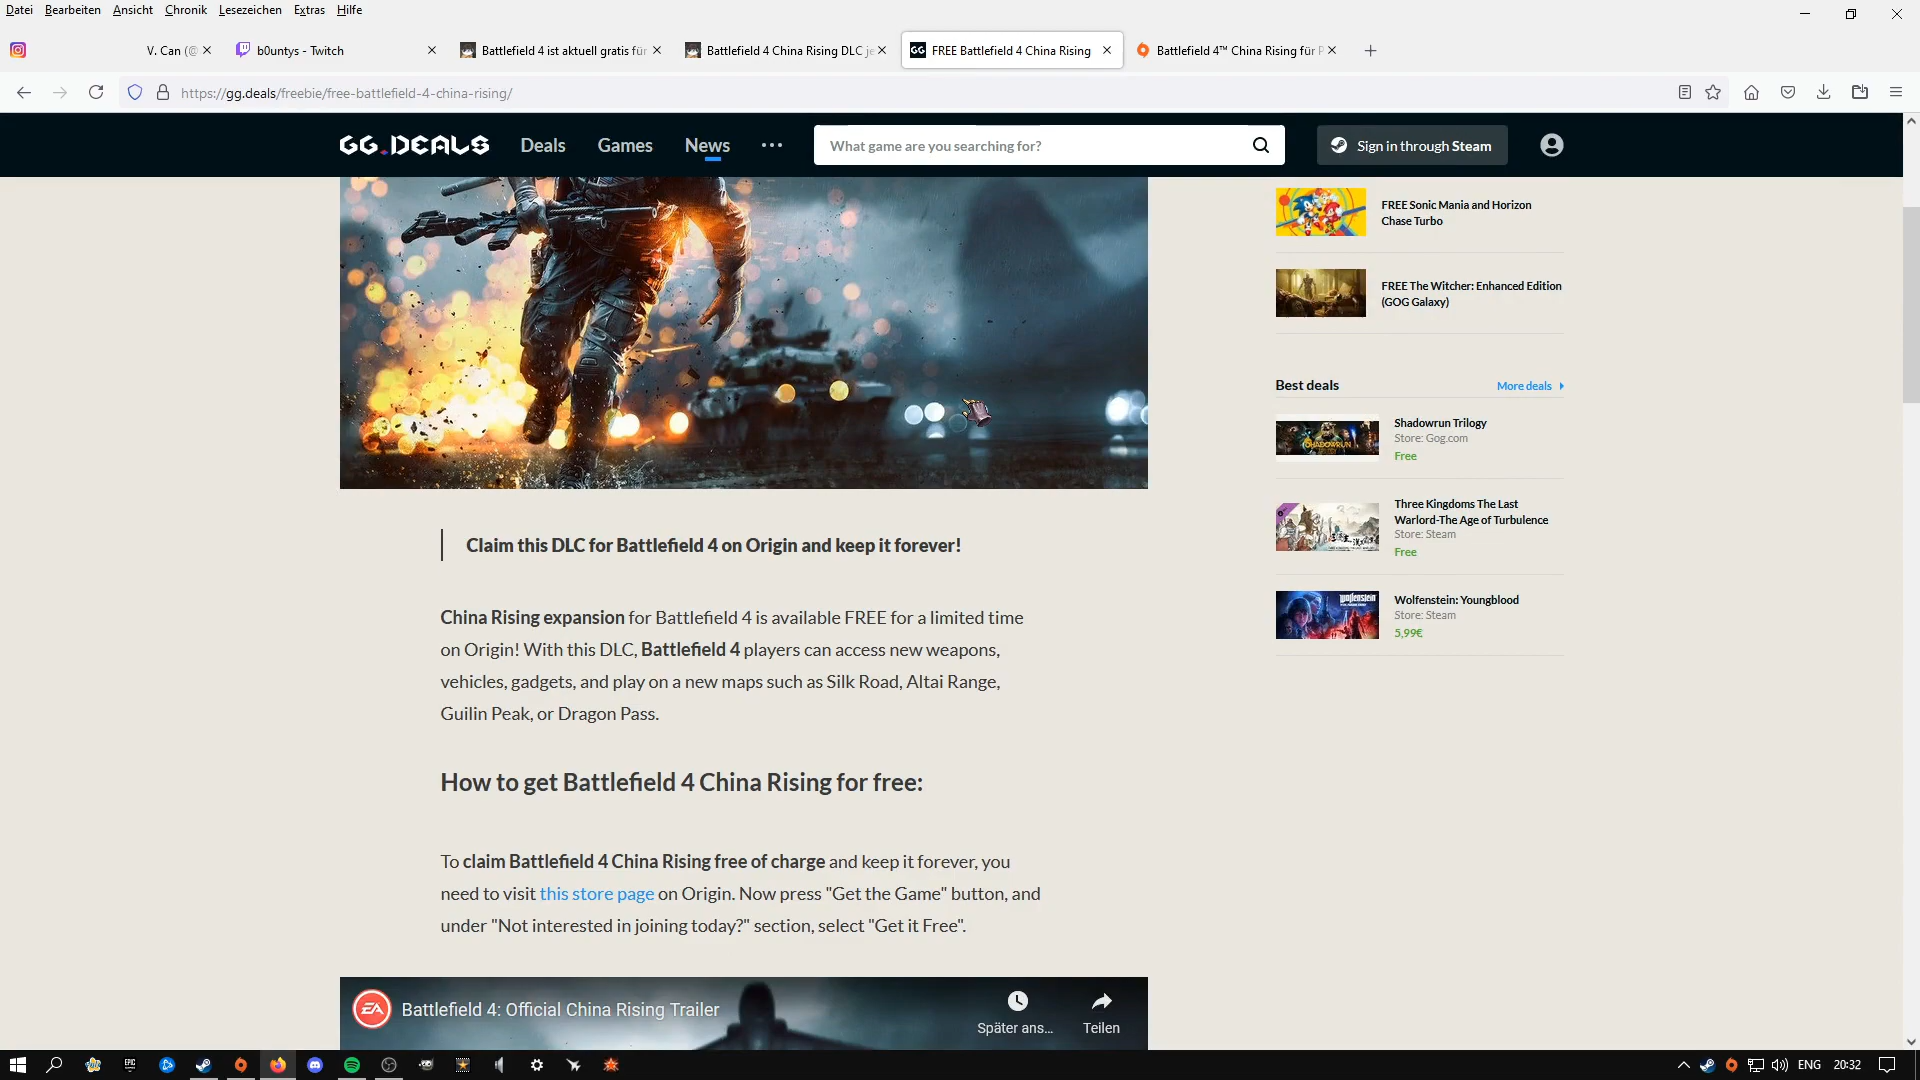 Datei Bearbeiten Ansicht Chronik Lesezeichen Extras Hilfe
V. Can (@
b0untys - Twitch
Battlefield 4 ist aktuell gratis für
Battlefield 4 China Rising DLC je
GG FREE Battlefield 4 China Rising
Battlefield 4™ China Rising für P
https://gg.deals/freebie/free-battlefield-4-china-rising/
GG.DEALS
Deals
Games
News
What game are you searching for?
Sign in through Steam
FREE Sonic Mania and Horizon
Chase Turbo
FREE The Witcher: Enhanced Edition
(GOG Galaxy)
Best deals
More deals
Shadowrun Trilogy
Store: Gog.com
Free
SHADOWRUN
Three Kingdoms The Last
Warlord-The Age of Turbulence
Store: Steam
Free
Wolfenstein
Wolfenstein: Youngblood
Store: Steam
5,99€
Claim this DLC for Battlefield 4 on Origin and keep it forever!
China Rising expansion for Battlefield 4 is available FREE for a limited time
on Origin! With this DLC, Battlefield 4 players can access new weapons,
vehicles, gadgets, and play on a new maps such as Silk Road, Altai Range,
Guilin Peak, or Dragon Pass.
How to get Battlefield 4 China Rising for free:
To claim Battlefield 4 China Rising free of charge and keep it forever, you
need to visit this store page on Origin. Now press "Get the Game" button, and
under "Not interested in joining today?" section, select "Get it Free".
EA
Battlefield 4: Official China Rising Trailer
Später ans...
Teilen
EPIC
ENG
20:32